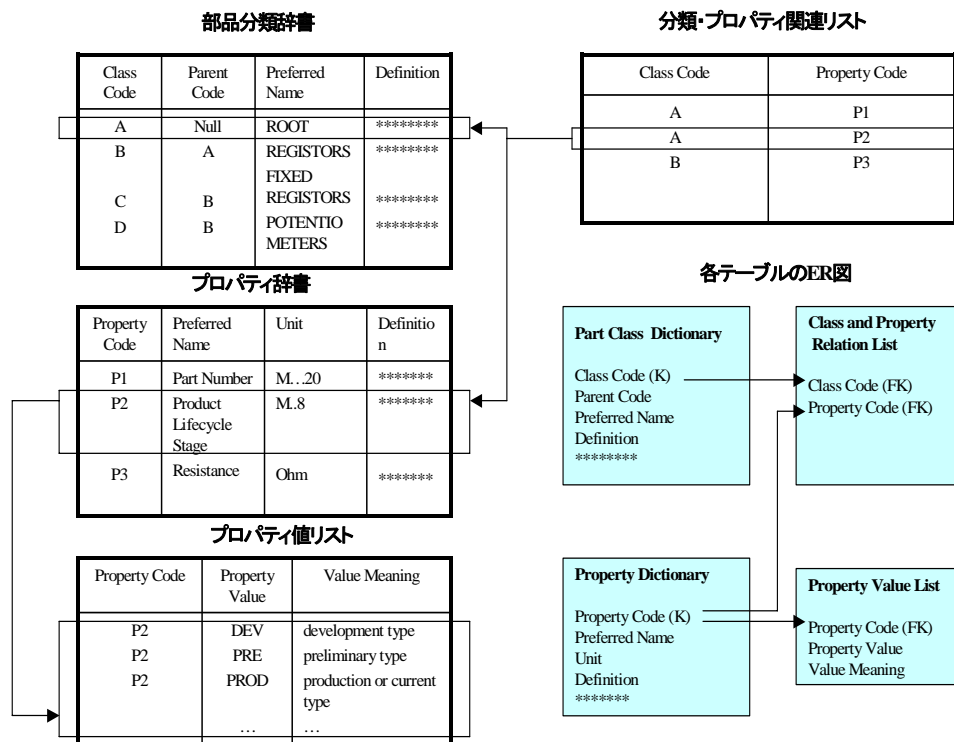 部品分類辞書
Class Code Parent Code Preferred Name Definition
A Null ROOT ********
B A REGISTORS ********
C B FIXED REGISTORS ********
D B POTENTIO METERS ********
分類・プロパティ関連リスト
Class Code Property Code
A P1
A P2
B P3
プロパティ辞書
Property Code Preferred Name Unit Definitio n
P1 Part Number M…20 *******
P2 Product Lifecycle Stage M..8 *******
P3 Resistance Ohm *******
プロパティ値リスト
Property Code Property Value Value Meaning
P2 DEV development type
P2 PRE preliminary type
P2 PROD production or current type
… …
各テーブルのER図
Part Class Dictionary
Class Code (K)
Parent Code
Preferred Name
Definition
********
Class and Property
Relation List
Class Code (FK)
Property Code (FK)
Property Dictionary
Property Code (K)
Preferred Name
Unit
Definition
*******
Property Value List
Property Code (FK)
Property Value
Value Meaning